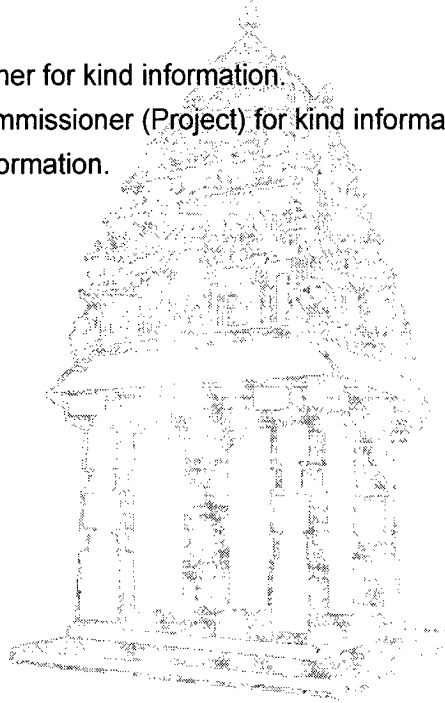 ner for kind information.
mmissioner (Project) for kind informa
ormation.